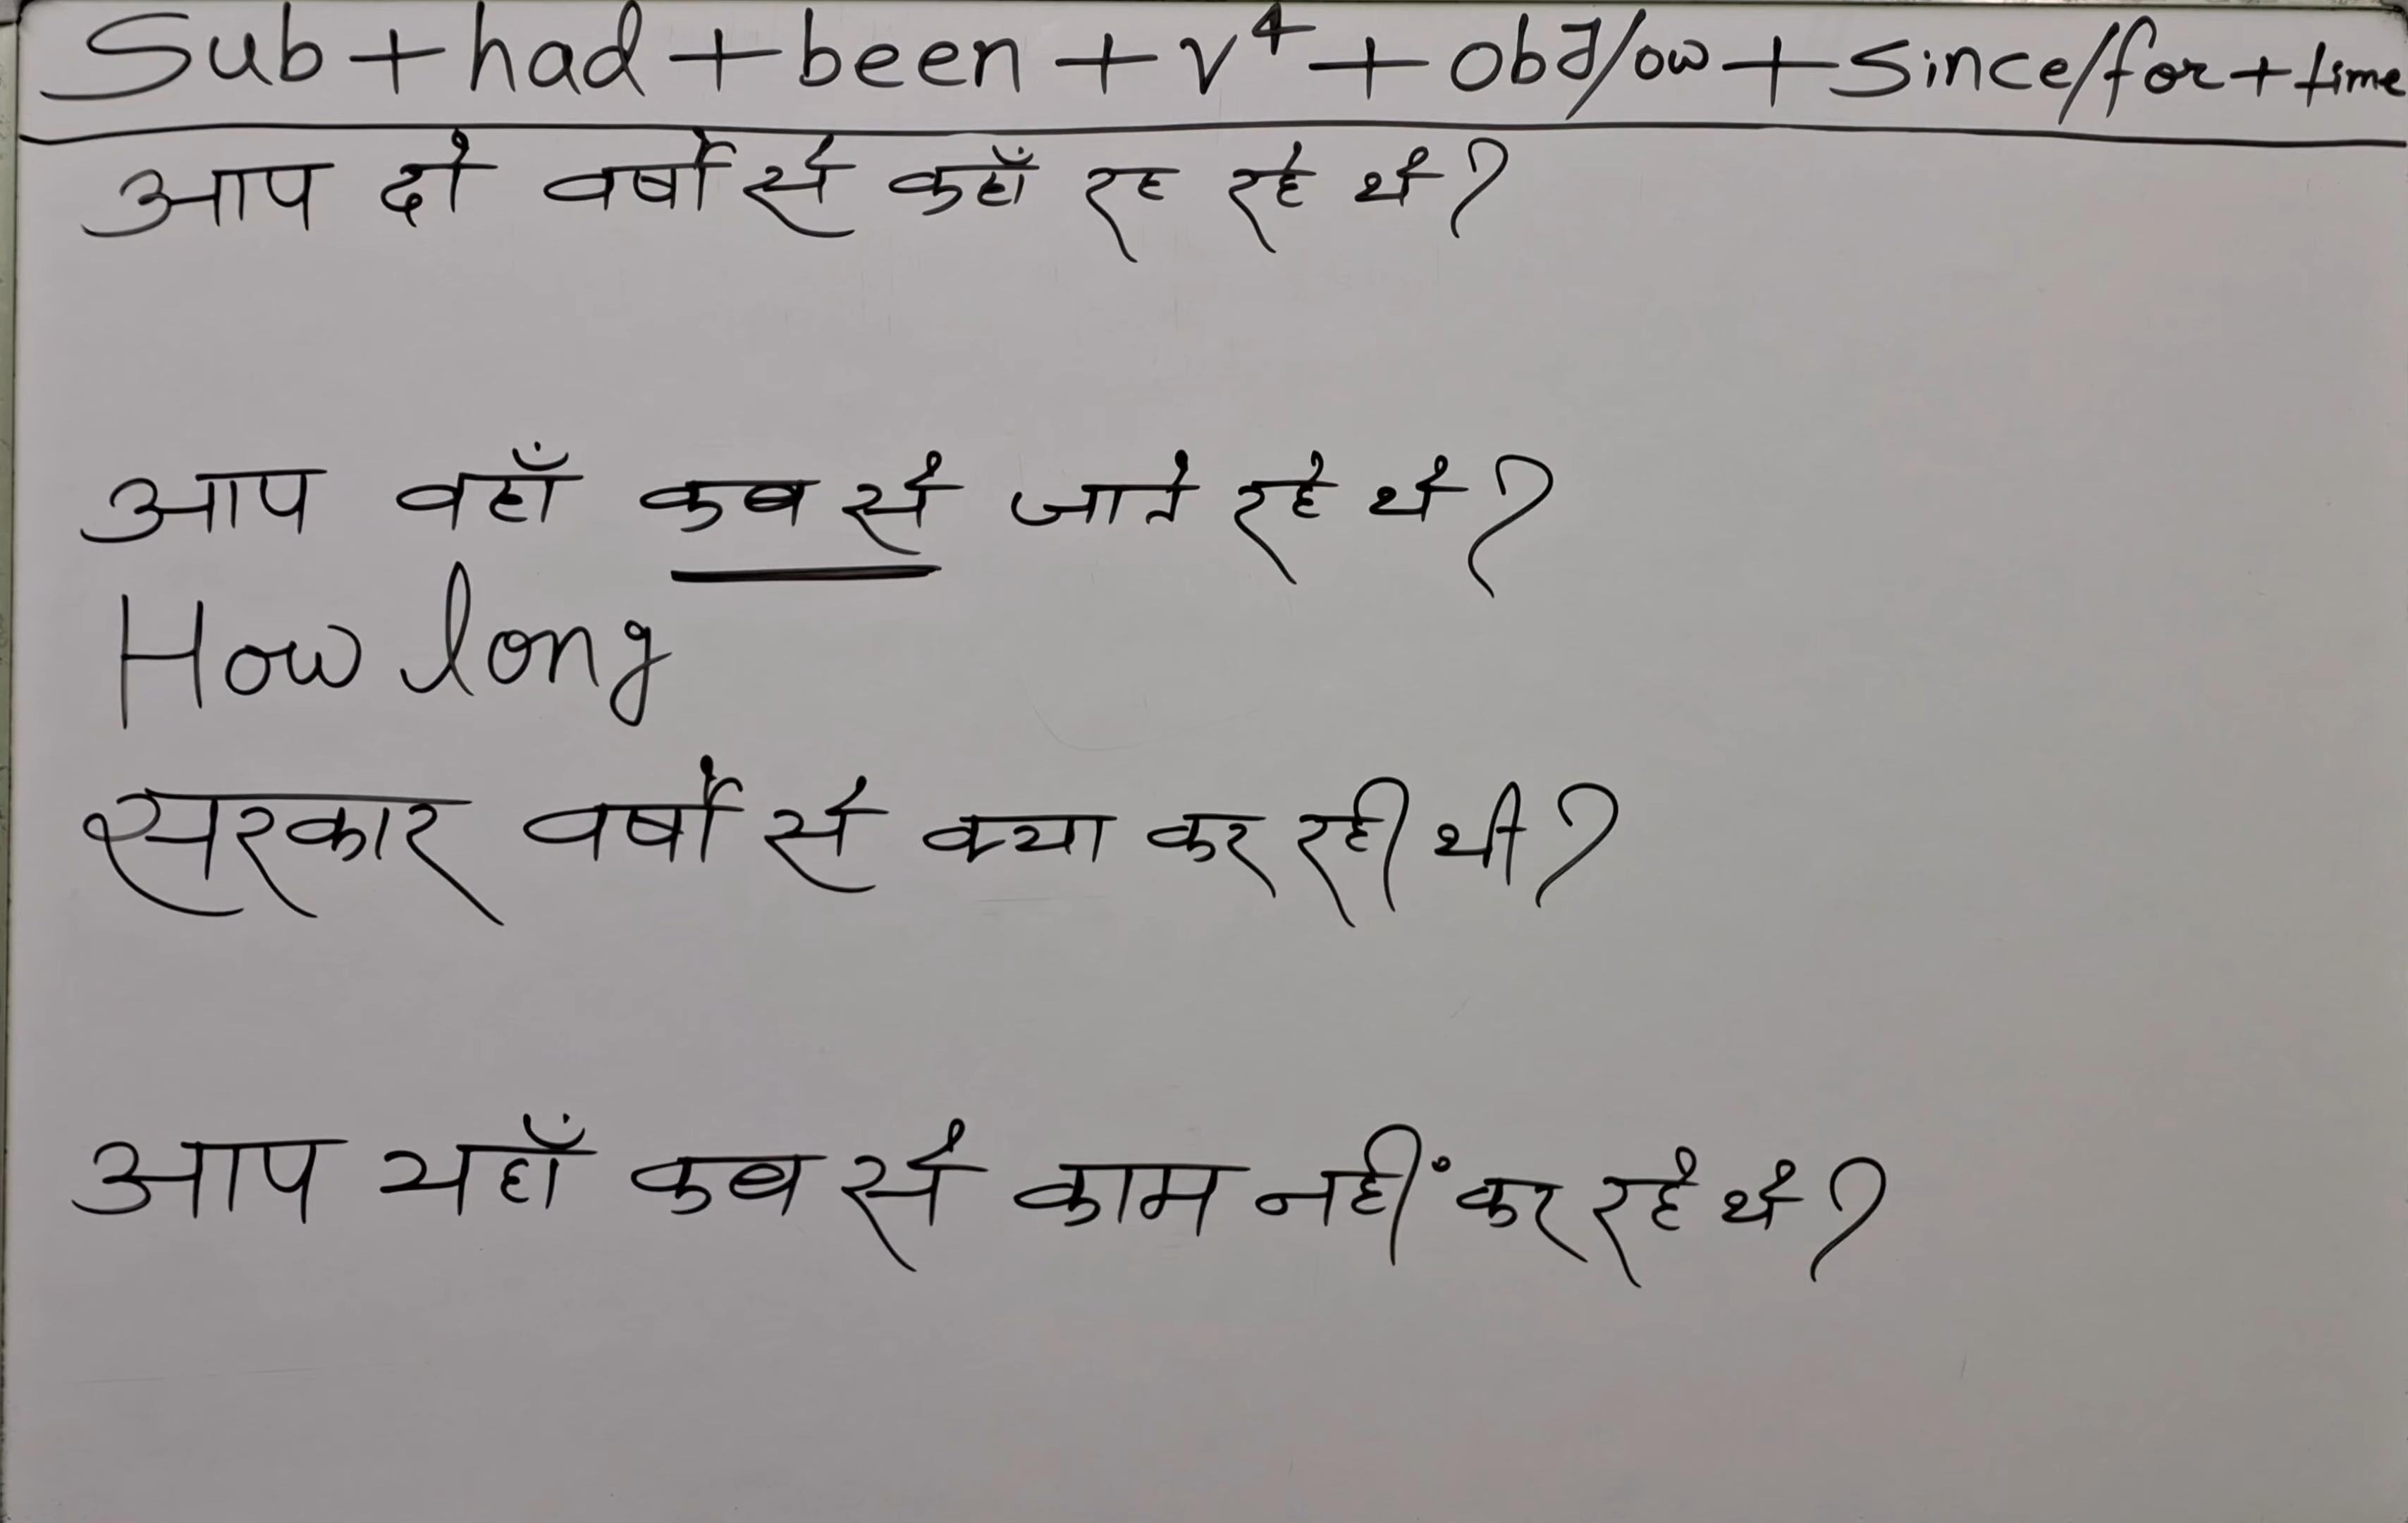 Sub + had + been + v⁴ + obJ/ow + since/for + time
आप दो वर्षों से कहाँ रह रहे थे?
आप वहाँ कब से जाते रहे थे?
How long
सरकार वर्षों से क्या कर रही थी?
आप यहाँ कब से काम नहीं कर रहे थे?